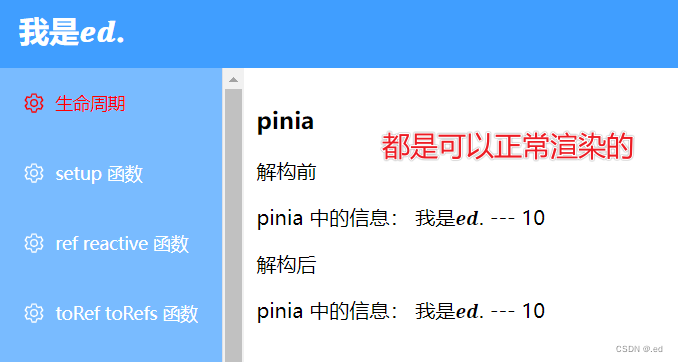 我是ed.
生命周期
setup 函数
ref reactive 函数
toRef toRefs 函数
pinia
都是可以正常渲染的
解构前
pinia 中的信息： 我是ed. --- 10
解构后
pinia 中的信息： 我是ed. --- 10
CSDN @.ed